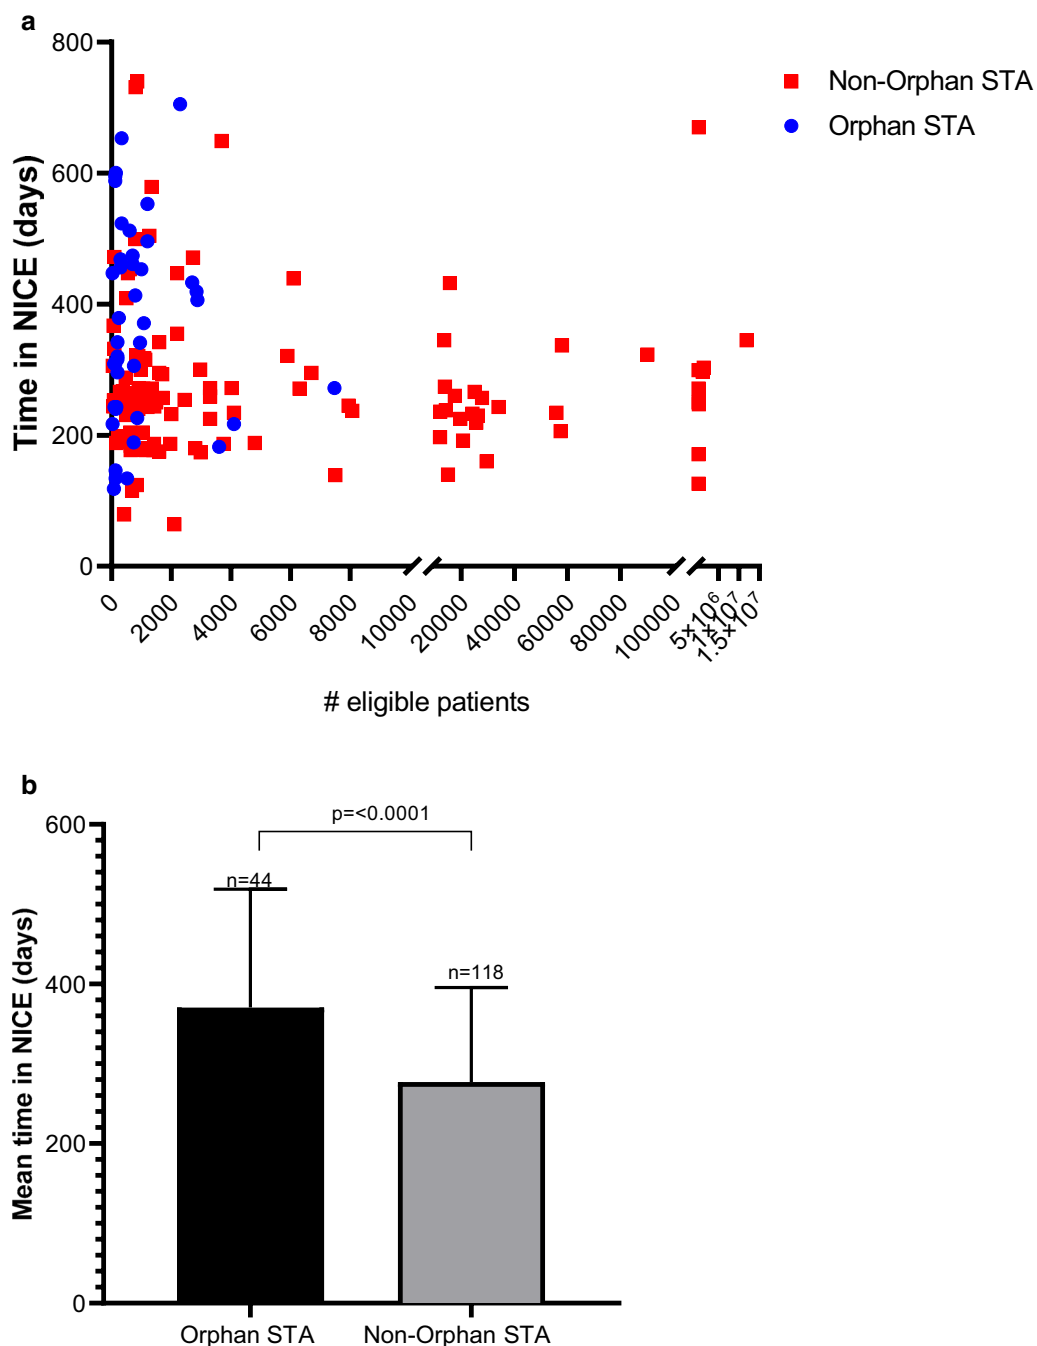 a
800
600
400
200
0
Time in NICE (days)
Non-Orphan STA
Orphan STA
0
2000
4000
6000
8000
10000
20000
40000
60000
80000
100000
5×10⁶
1×10⁷
1.5×10⁷
# eligible patients
b
600
400
200
0
Mean time in NICE (days)
p=<0.0001
n=44
n=118
Orphan STA
Non-Orphan STA